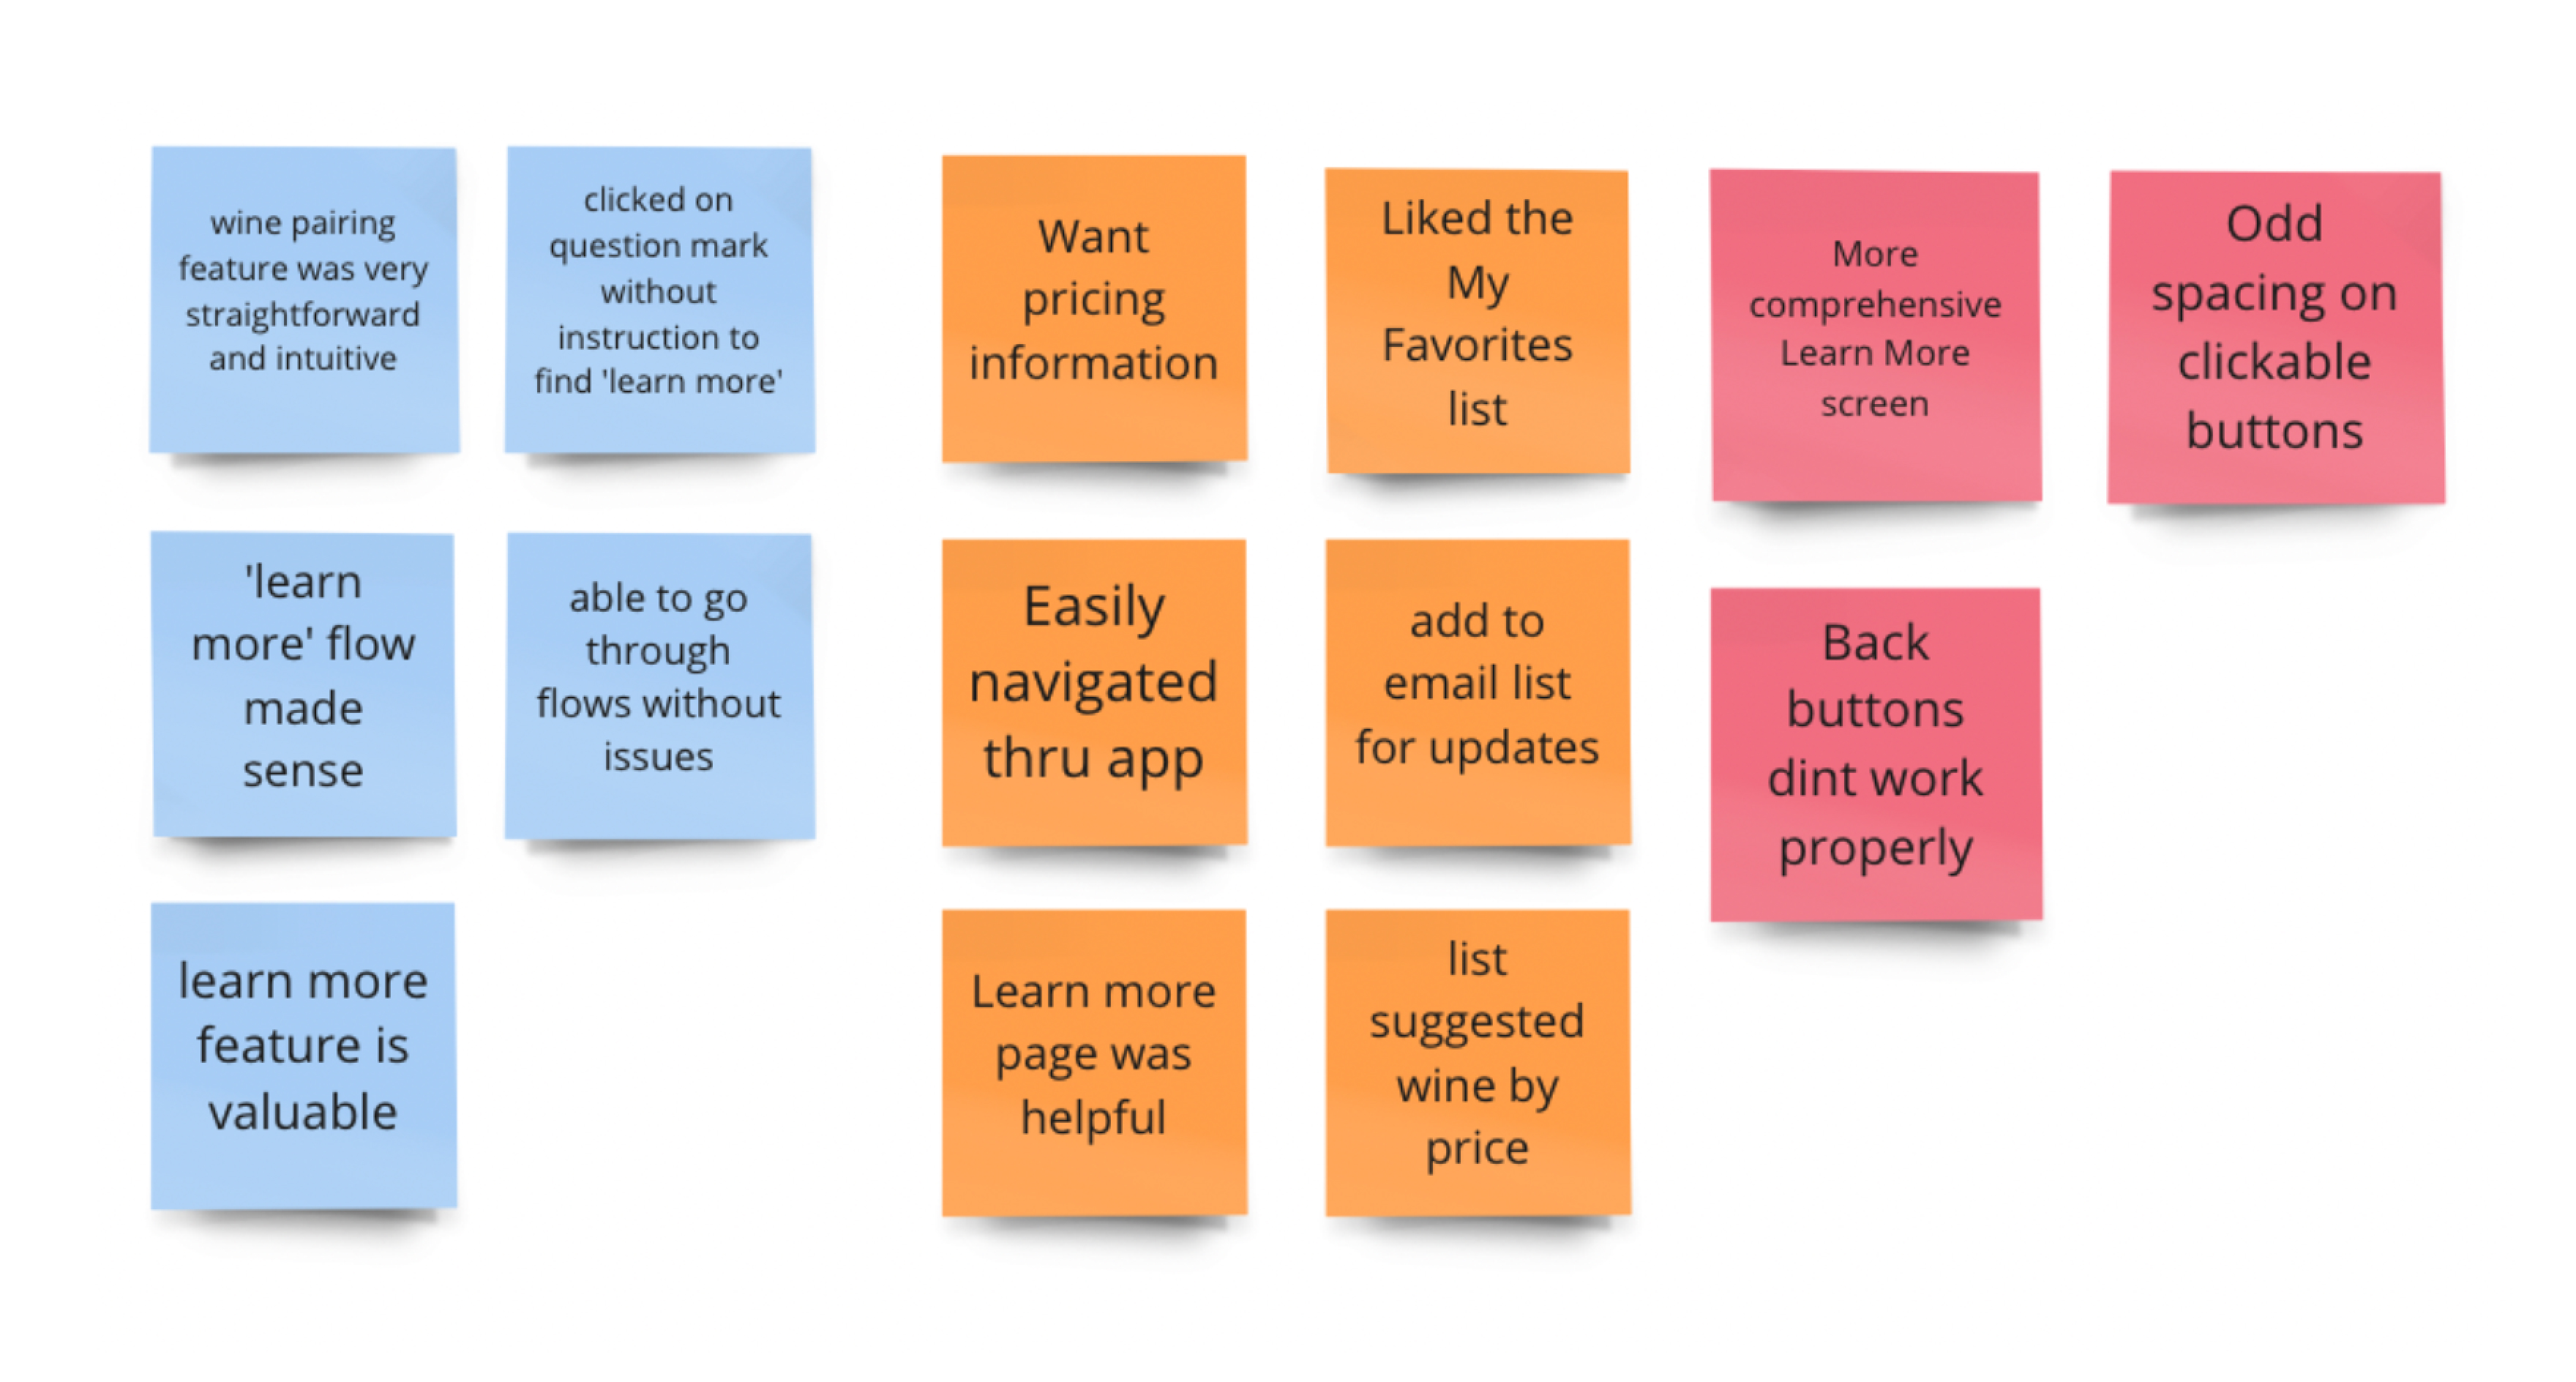 wine pairing
feature was very
straightforward
and intuitive
clicked on
question mark
without
instruction to
find 'learn more'
'learn
more' flow
made
sense
able to go
through
flows without
issues
learn more
feature is
valuable
Want
pricing
information
Liked the
My
Favorites
list
Easily
navigated
thru app
add to
email list
for updates
Learn more
page was
helpful
list
suggested
wine by
price
More
comprehensive
Learn More
screen
Odd
spacing on
clickable
buttons
Back
buttons
dint work
properly